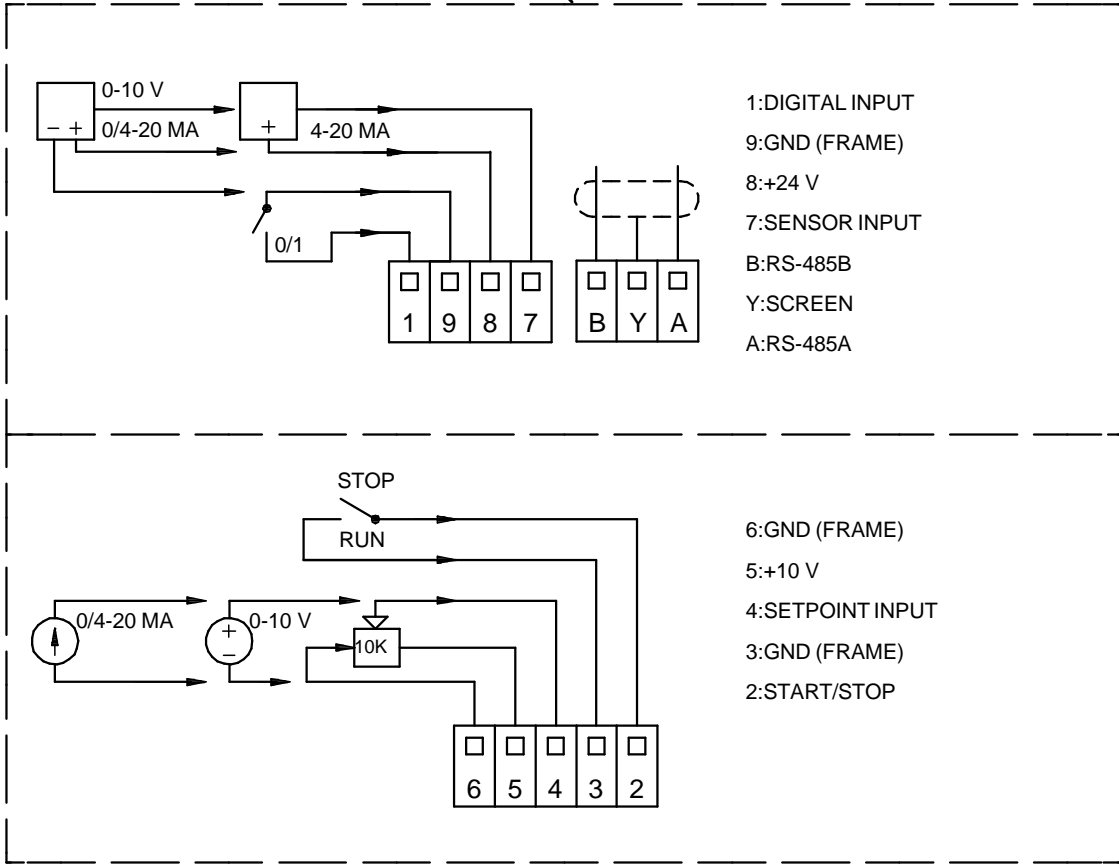 0-10 V
− +
0/4-20 MA
+
4-20 MA
0/1
1 9 8 7
B Y A
1:DIGITAL INPUT
9:GND (FRAME)
8:+24 V
7:SENSOR INPUT
B:RS-485B
Y:SCREEN
A:RS-485A
STOP
RUN
0/4-20 MA
+
−
0-10 V
10K
6 5 4 3 2
6:GND (FRAME)
5:+10 V
4:SETPOINT INPUT
3:GND (FRAME)
2:START/STOP